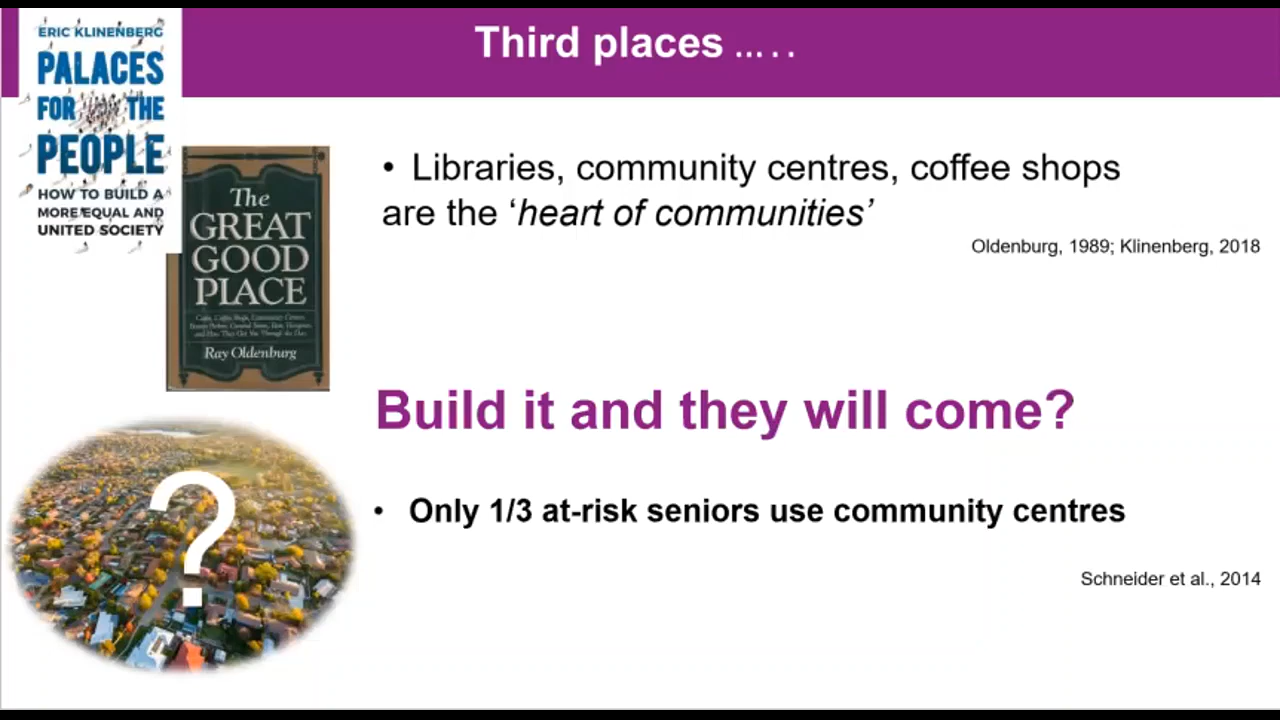 Third places .....
ERIC KLINENBERG
PALACES
FOR THE
PEOPLE
HOW TO BUILD A
MORE EQUAL AND
UNITED SOCIETY
The
GREAT
GOOD
PLACE
Ray Oldenburg
• Libraries, community centres, coffee shops
are the ‘heart of communities’
Oldenburg, 1989; Klinenberg, 2018
Build it and they will come?
?
• Only 1/3 at-risk seniors use community centres
Schneider et al., 2014